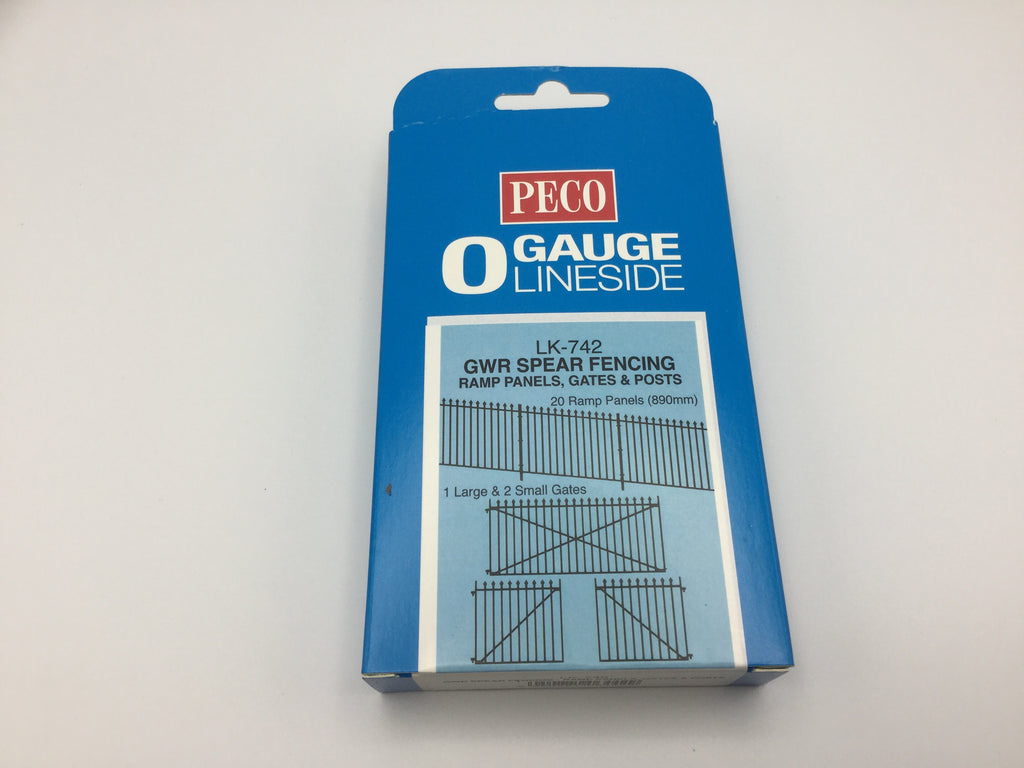 PECO
O GAUGE
LINESIDE
LK-742
GWR SPEAR FENCING
RAMP PANELS, GATES & POSTS
20 Ramp Panels (890mm)
1 Large & 2 Small Gates